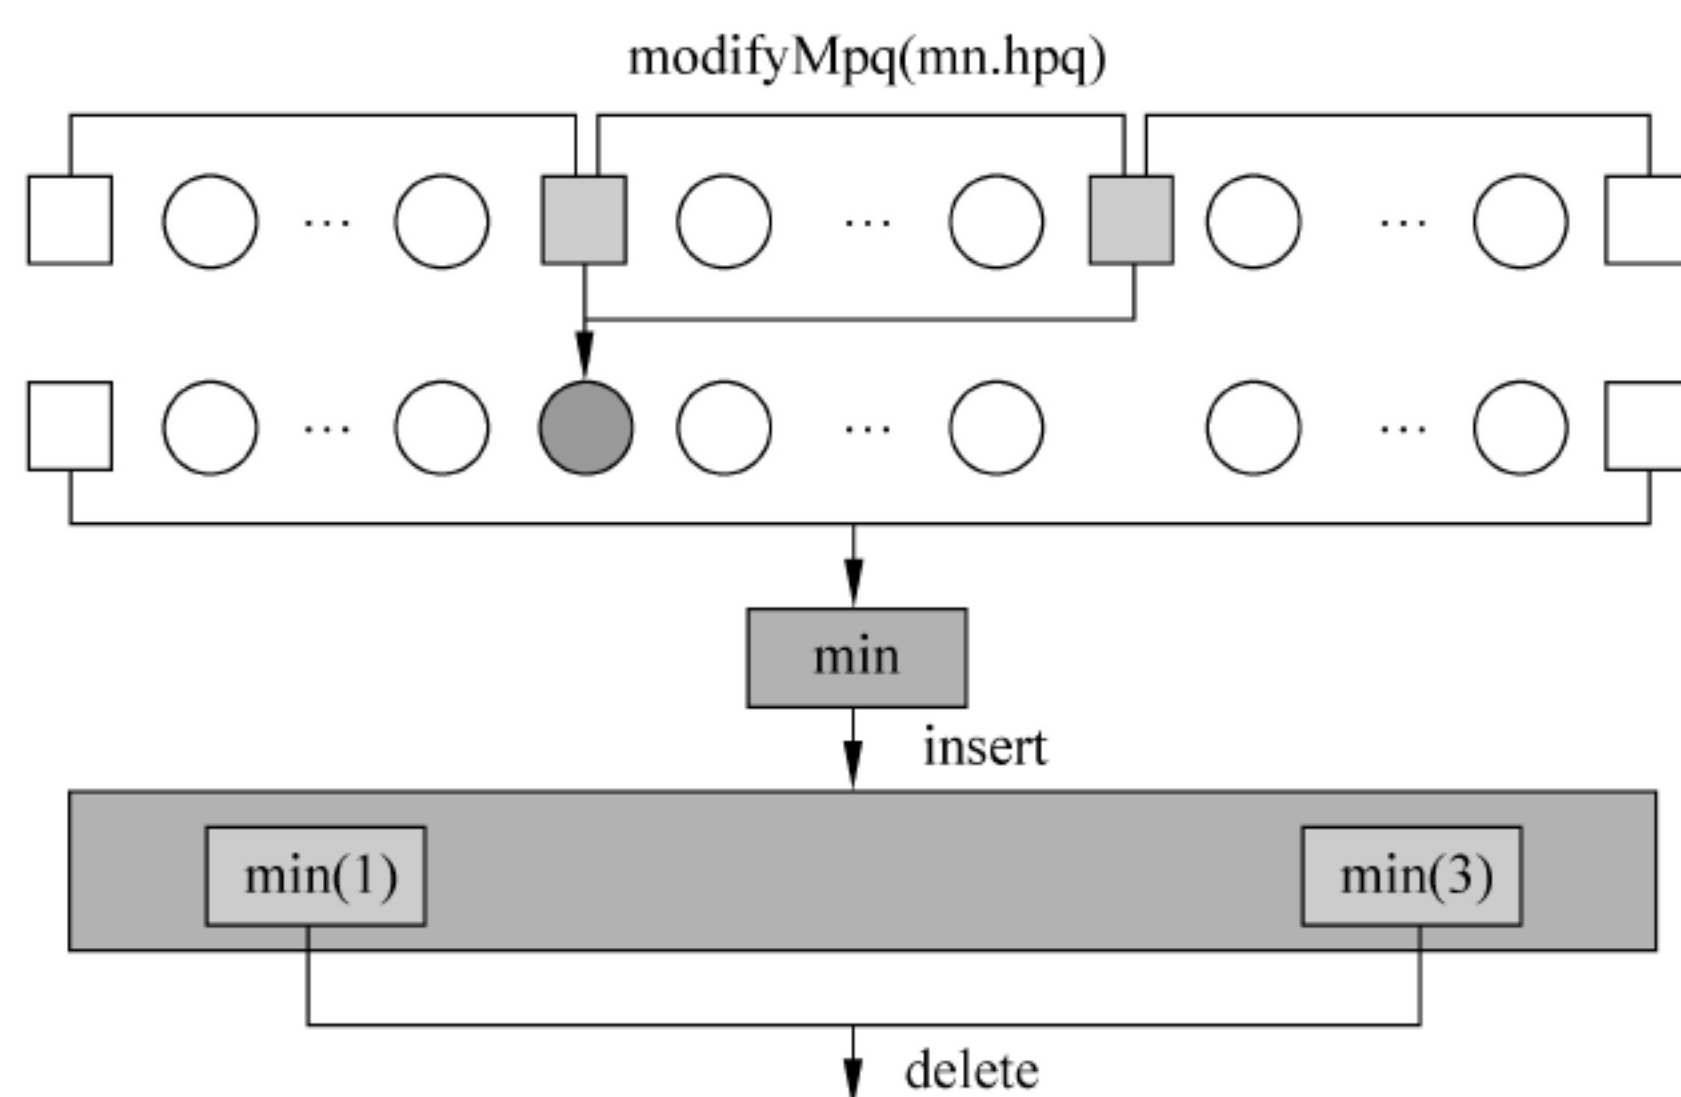 modifyMpq(mn.hpq)
... ... ...
... ... ...
min
insert
min(1) min(3)
delete